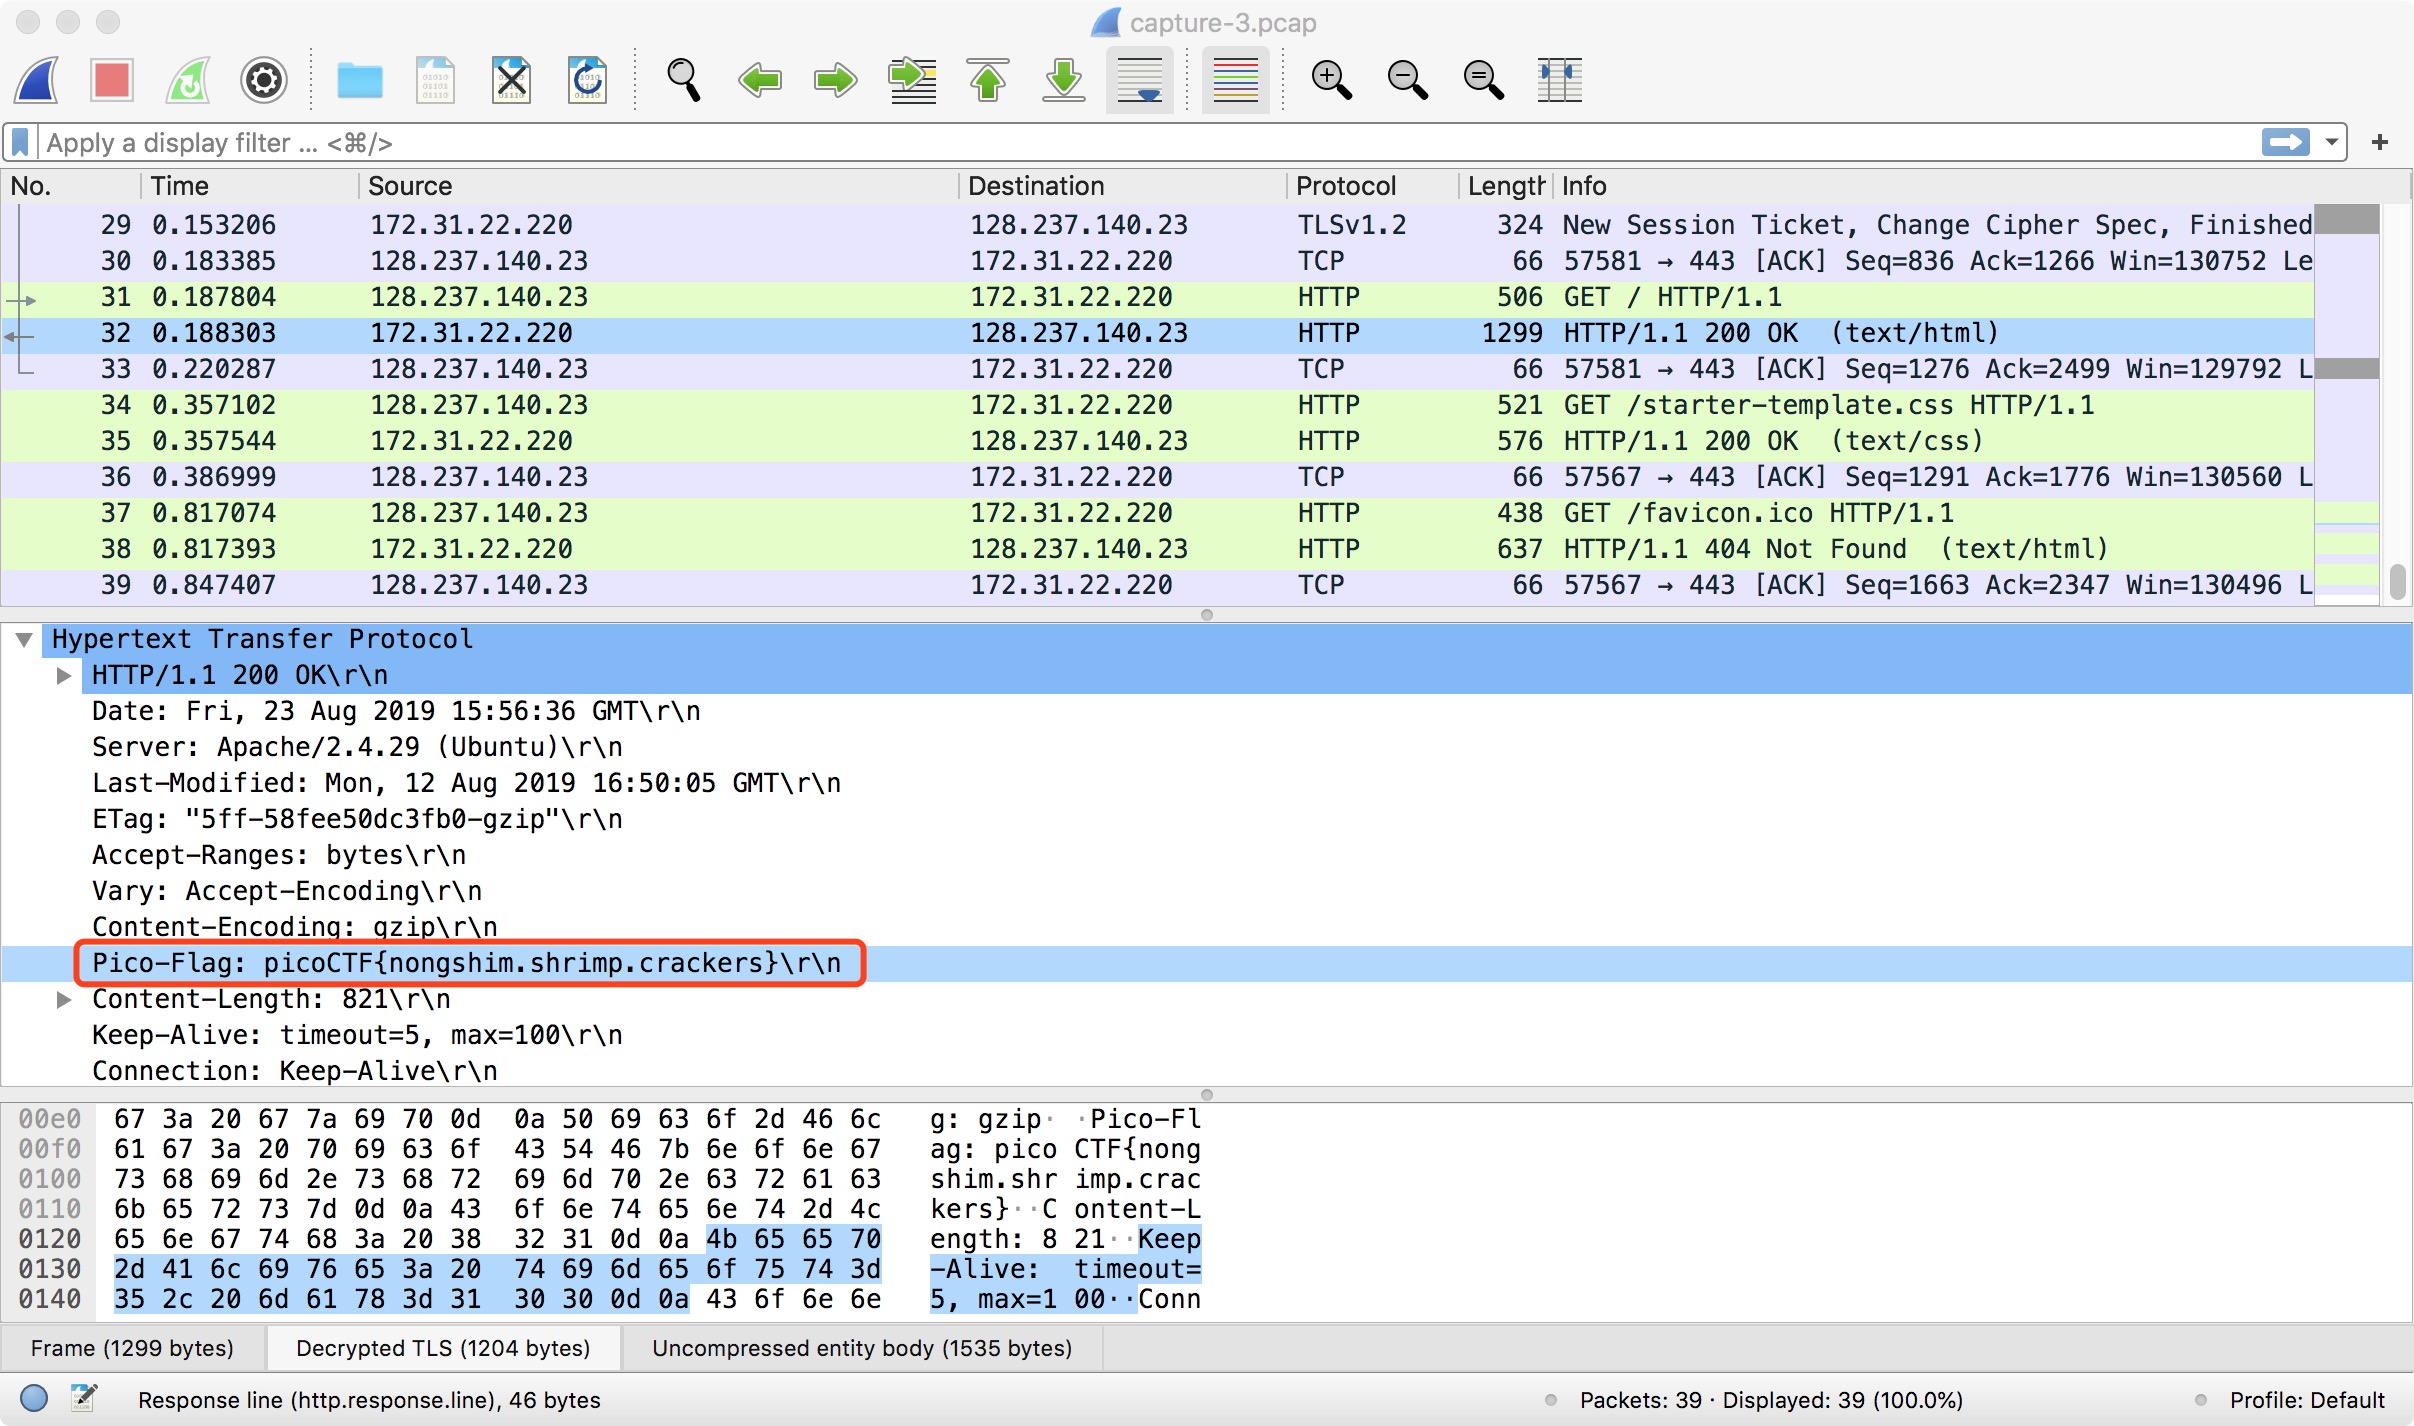 capture-3.pcap
Apply a display filter ... <⌘/>
No. Time Source Destination Protocol Length Info
29 0.153206 172.31.22.220 128.237.140.23 TLSv1.2 324 New Session Ticket, Change Cipher Spec, Finished
30 0.183385 128.237.140.23 172.31.22.220 TCP 66 57581 → 443 [ACK] Seq=836 Ack=1266 Win=130752 Le
31 0.187804 128.237.140.23 172.31.22.220 HTTP 506 GET / HTTP/1.1
32 0.188303 172.31.22.220 128.237.140.23 HTTP 1299 HTTP/1.1 200 OK  (text/html)
33 0.220287 128.237.140.23 172.31.22.220 TCP 66 57581 → 443 [ACK] Seq=1276 Ack=2499 Win=129792 L
34 0.357102 128.237.140.23 172.31.22.220 HTTP 521 GET /starter-template.css HTTP/1.1
35 0.357544 172.31.22.220 128.237.140.23 HTTP 576 HTTP/1.1 200 OK  (text/css)
36 0.386999 128.237.140.23 172.31.22.220 TCP 66 57567 → 443 [ACK] Seq=1291 Ack=1776 Win=130560 L
37 0.817074 128.237.140.23 172.31.22.220 HTTP 438 GET /favicon.ico HTTP/1.1
38 0.817393 172.31.22.220 128.237.140.23 HTTP 637 HTTP/1.1 404 Not Found  (text/html)
39 0.847407 128.237.140.23 172.31.22.220 TCP 66 57567 → 443 [ACK] Seq=1663 Ack=2347 Win=130496 L
Hypertext Transfer Protocol
HTTP/1.1 200 OK\r\n
Date: Fri, 23 Aug 2019 15:56:36 GMT\r\n
Server: Apache/2.4.29 (Ubuntu)\r\n
Last-Modified: Mon, 12 Aug 2019 16:50:05 GMT\r\n
ETag: "5ff-58fee50dc3fb0-gzip"\r\n
Accept-Ranges: bytes\r\n
Vary: Accept-Encoding\r\n
Content-Encoding: gzip\r\n
Pico-Flag: picoCTF{nongshim.shrimp.crackers}\r\n
Content-Length: 821\r\n
Keep-Alive: timeout=5, max=100\r\n
Connection: Keep-Alive\r\n
00e0 67 3a 20 67 7a 69 70 0d 0a 50 69 63 6f 2d 46 6c g: gzip· ·Pico-Fl
00f0 61 67 3a 20 70 69 63 6f 43 54 46 7b 6e 6f 6e 67 ag: pico CTF{nong
0100 73 68 69 6d 2e 73 68 72 69 6d 70 2e 63 72 61 63 shim.shr imp.crac
0110 6b 65 72 73 7d 0d 0a 43 6f 6e 74 65 6e 74 2d 4c kers}··C ontent-L
0120 65 6e 67 74 68 3a 20 38 32 31 0d 0a 4b 65 65 70 ength: 8 21··Keep
0130 2d 41 6c 69 76 65 3a 20 74 69 6d 65 6f 75 74 3d -Alive: timeout=
0140 35 2c 20 6d 61 78 3d 31 30 30 0d 0a 43 6f 6e 6e 5, max=1 00··Conn
Frame (1299 bytes) Decrypted TLS (1204 bytes) Uncompressed entity body (1535 bytes)
Response line (http.response.line), 46 bytes Packets: 39 · Displayed: 39 (100.0%) Profile: Default